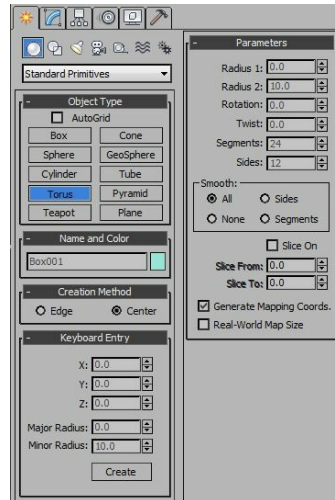 Standard Primitives
- Object Type
AutoGrid
Box Cone
Sphere GeoSphere
Cylinder Tube
Torus Pyramid
Teapot Plane
- Name and Color
Box001
- Creation Method
Edge Center
- Keyboard Entry
X: 0.0
Y: 0.0
Z: 0.0
Major Radius: 0.0
Minor Radius: 10.0
Create
- Parameters
Radius 1: 0.0
Radius 2: 10.0
Rotation: 0.0
Twist: 0.0
Segments: 24
Sides: 12
Smooth:
All Sides
None Segments
Slice On
Slice From: 0.0
Slice To: 0.0
Generate Mapping Coords.
Real-World Map Size